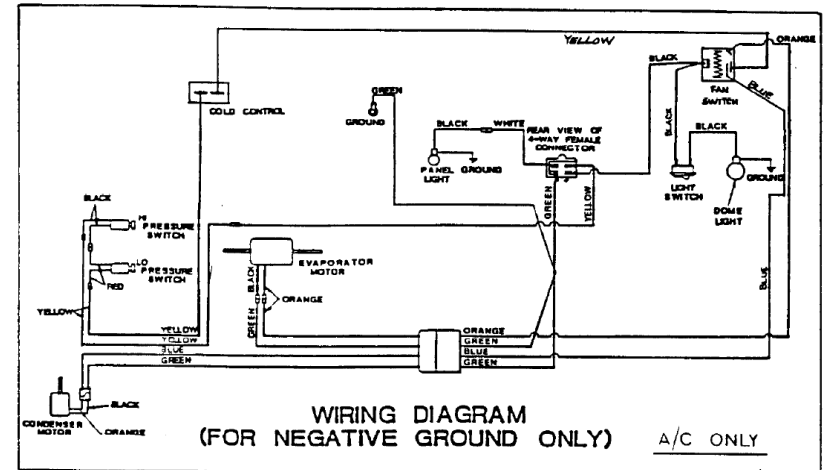 YELLOW
ORANGE
BLACK
FAN
SWITCH
BLUE
COLD CONTROL
GREEN
GROUND
BLACK
WHITE
REAR VIEW OF
4-WAY FEMALE
CONNECTOR
BLACK
BLACK
PANEL
LIGHT
GROUND
GREEN
YELLOW
LIGHT
SWITCH
GROUND
DOME
LIGHT
BLACK
HI
PRESSURE
SWITCH
LO
PRESSURE
SWITCH
RED
EVAPORATOR
MOTOR
BLACK
ORANGE
GREEN
BLUE
YELLOW
YELLOW
YELLOW
BLUE
GREEN
ORANGE
GREEN
BLUE
GREEN
BLACK
ORANGE
CONDENSER
MOTOR
WIRING DIAGRAM
(FOR NEGATIVE GROUND ONLY)
A/C ONLY